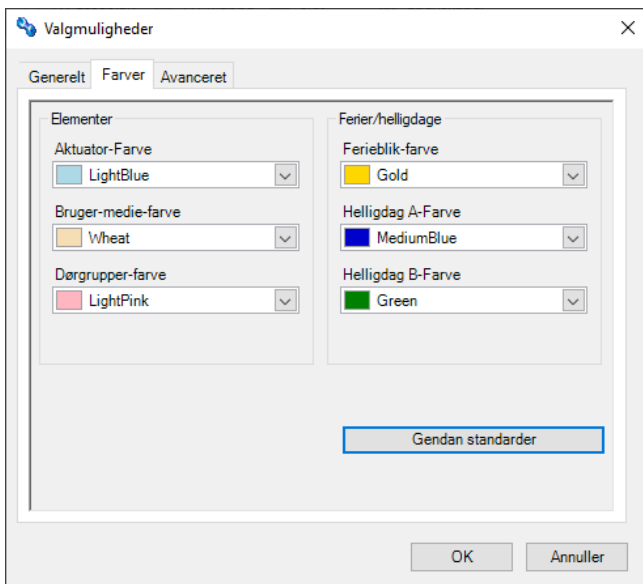 Valgmuligheder
Generelt Farver Avanceret
Elementer
Aktuator-Farve
LightBlue
Bruger-medie-farve
Wheat
Dørgrupper-farve
LightPink
Ferier/helligdage
Ferieblik-farve
Gold
Helligdag A-Farve
MediumBlue
Helligdag B-Farve
Green
Gendan standarder
OK Annuller